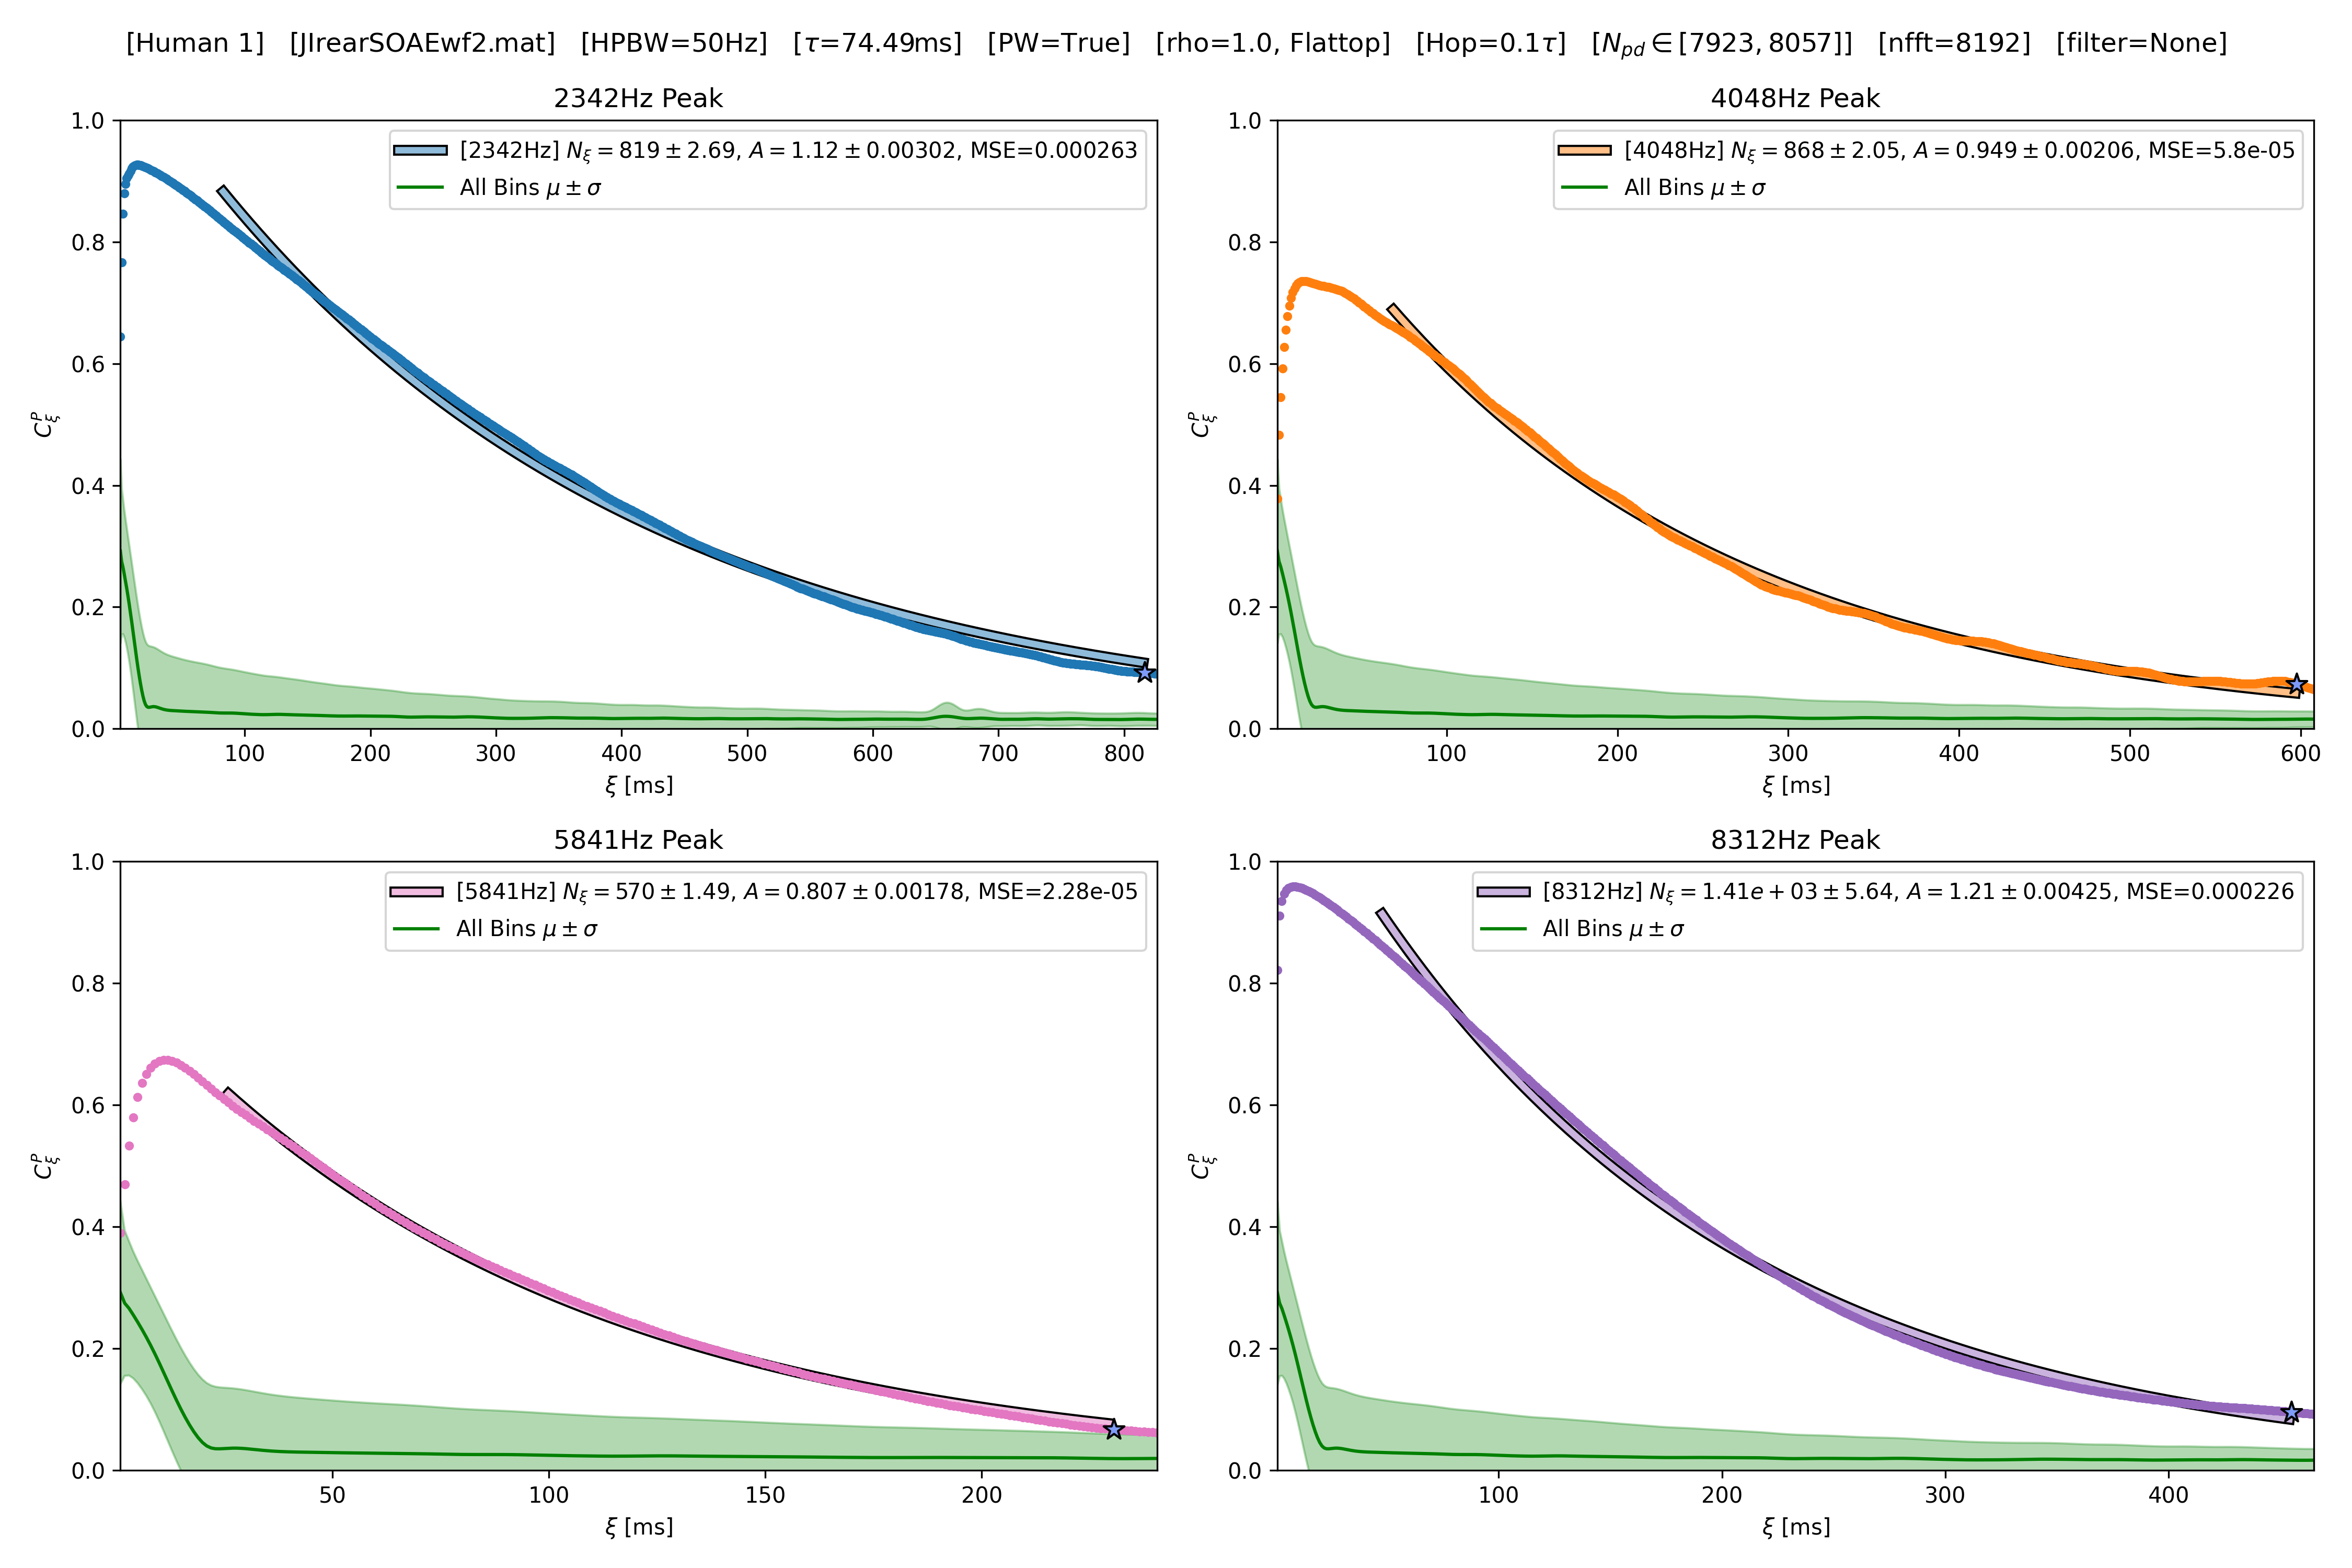 [Human 1] [JIrearSOAEwf2.mat] [HPBW=50Hz] [τ=74.49ms] [PW=True] [rho=1.0, Flattop] [Hop=0.1τ] [N_pd ∈ [7923, 8057]] [nfft=8192] [filter=None]
2342Hz Peak
[2342Hz] N_ξ = 819 ± 2.69, A = 1.12 ± 0.00302, MSE=0.000263
All Bins μ ± σ
1.0
0.8
0.6
0.4
0.2
0.0
C^P_ξ
100 200 300 400 500 600 700 800
ξ [ms]
4048Hz Peak
[4048Hz] N_ξ = 868 ± 2.05, A = 0.949 ± 0.00206, MSE=5.8e-05
All Bins μ ± σ
1.0
0.8
0.6
0.4
0.2
0.0
C^P_ξ
100 200 300 400 500 600
ξ [ms]
5841Hz Peak
[5841Hz] N_ξ = 570 ± 1.49, A = 0.807 ± 0.00178, MSE=2.28e-05
All Bins μ ± σ
1.0
0.8
0.6
0.4
0.2
0.0
C^P_ξ
50 100 150 200
ξ [ms]
8312Hz Peak
[8312Hz] N_ξ = 1.41e + 03 ± 5.64, A = 1.21 ± 0.00425, MSE=0.000226
All Bins μ ± σ
1.0
0.8
0.6
0.4
0.2
0.0
C^P_ξ
100 200 300 400
ξ [ms]